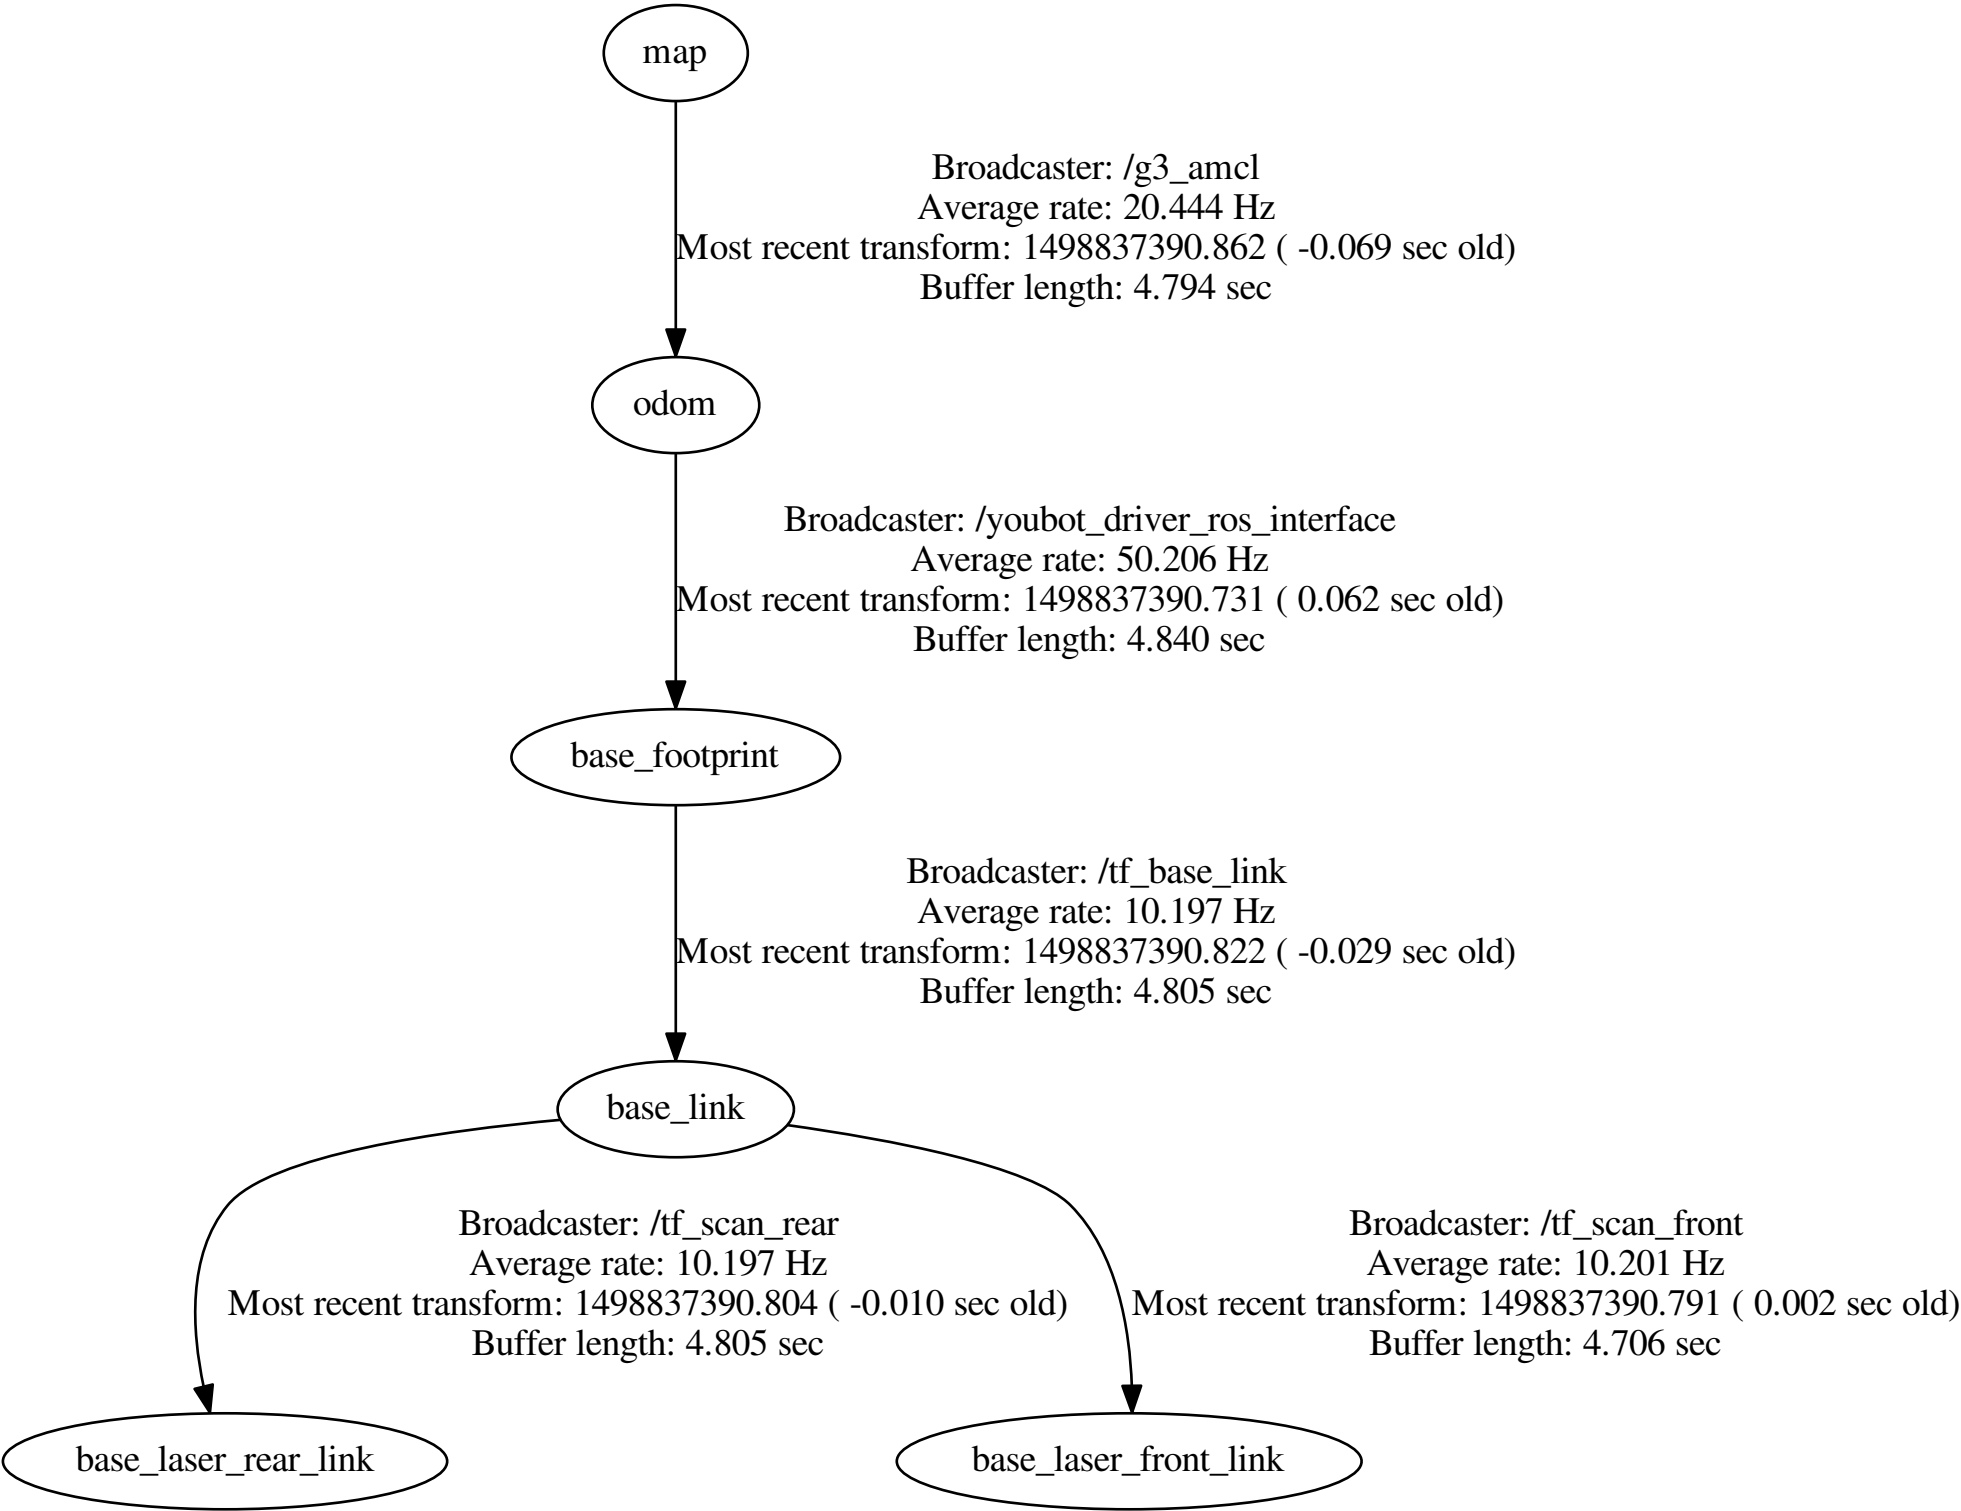 map
Broadcaster: /g3_amcl
Average rate: 20.444 Hz
Most recent transform: 1498837390.862 ( -0.069 sec old)
Buffer length: 4.794 sec
odom
Broadcaster: /youbot_driver_ros_interface
Average rate: 50.206 Hz
Most recent transform: 1498837390.731 ( 0.062 sec old)
Buffer length: 4.840 sec
base_footprint
Broadcaster: /tf_base_link
Average rate: 10.197 Hz
Most recent transform: 1498837390.822 ( -0.029 sec old)
Buffer length: 4.805 sec
base_link
Broadcaster: /tf_scan_rear
Average rate: 10.197 Hz
Most recent transform: 1498837390.804 ( -0.010 sec old)
Buffer length: 4.805 sec
Broadcaster: /tf_scan_front
Average rate: 10.201 Hz
Most recent transform: 1498837390.791 ( 0.002 sec old)
Buffer length: 4.706 sec
base_laser_rear_link
base_laser_front_link